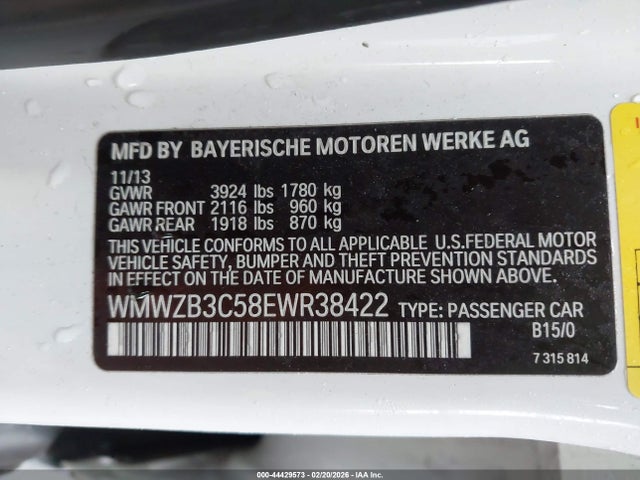 MFD BY BAYERISCHE MOTOREN WERKE AG
11/13
GVWR 3924 lbs 1780 kg
GAWR FRONT 2116 lbs 960 kg
GAWR REAR 1918 lbs 870 kg
THIS VEHICLE CONFORMS TO ALL APPLICABLE U.S.FEDERAL MOTOR
VEHICLE SAFETY, BUMPER AND THEFT PREVENTION STANDARDS
IN EFFECT ON THE DATE OF MANUFACTURE SHOWN ABOVE.
WMWZB3C58EWR38422 TYPE: PASSENGER CAR
B15/0
7 315 814
000-44429573 - 02/20/2026 - IAAI